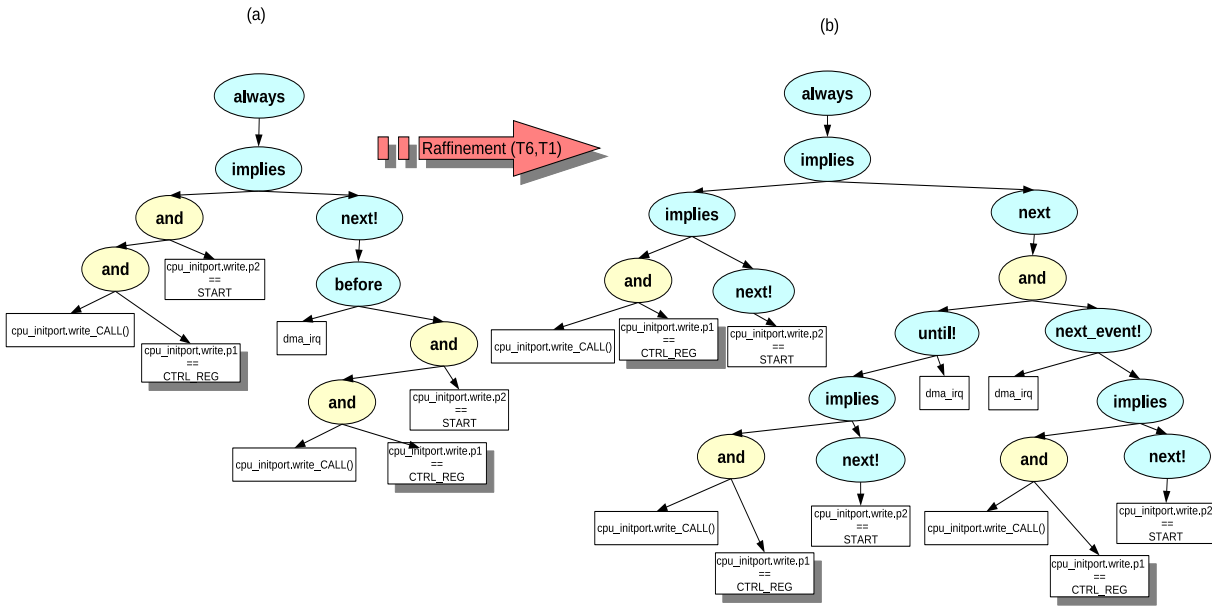 (a)
always
implies
and
next!
and
cpu_initport.write.p2
==
START
before
cpu_initport.write_CALL()
cpu_initport.write.p1
==
CTRL_REG
dma_irq
and
and
cpu_initport.write.p2
==
START
cpu_initport.write_CALL()
cpu_initport.write.p1
==
CTRL_REG
Raffinement (T6,T1)
(b)
always
implies
implies
next
and
next!
and
cpu_initport.write_CALL()
cpu_initport.write.p1
==
CTRL_REG
cpu_initport.write.p2
==
START
until!
next_event!
implies
dma_irq
dma_irq
implies
and
next!
and
next!
cpu_initport.write_CALL()
cpu_initport.write.p2
==
START
cpu_initport.write_CALL()
cpu_initport.write.p2
==
START
cpu_initport.write.p1
==
CTRL_REG
cpu_initport.write.p1
==
CTRL_REG